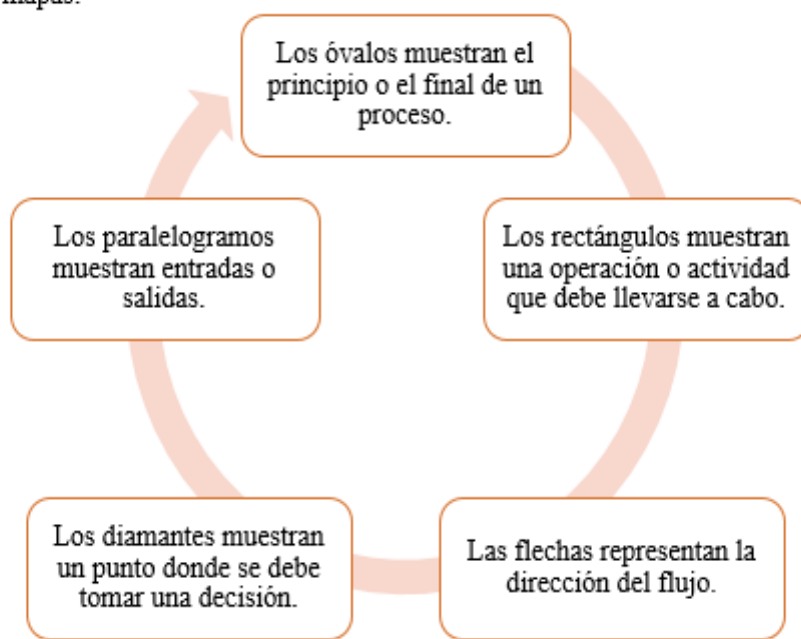 mapas.
Los óvalos muestran el
principio o el final de un
proceso.
Los rectángulos muestran
una operación o actividad
que debe llevarse a cabo.
Las flechas representan la
dirección del flujo.
Los diamantes muestran
un punto donde se debe
tomar una decisión.
Los paralelogramos
muestran entradas o
salidas.